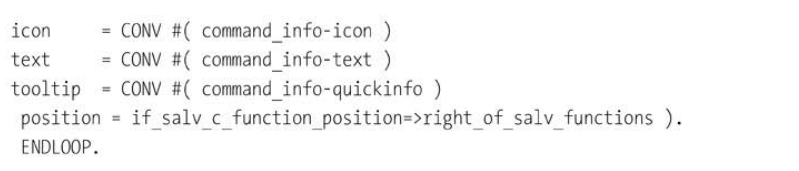 icon     = CONV #( command_info-icon )
text     = CONV #( command_info-text )
tooltip  = CONV #( command_info-quickinfo )
position = if_salv_c_function_position=>right_of_salv_functions ).
ENDLOOP.